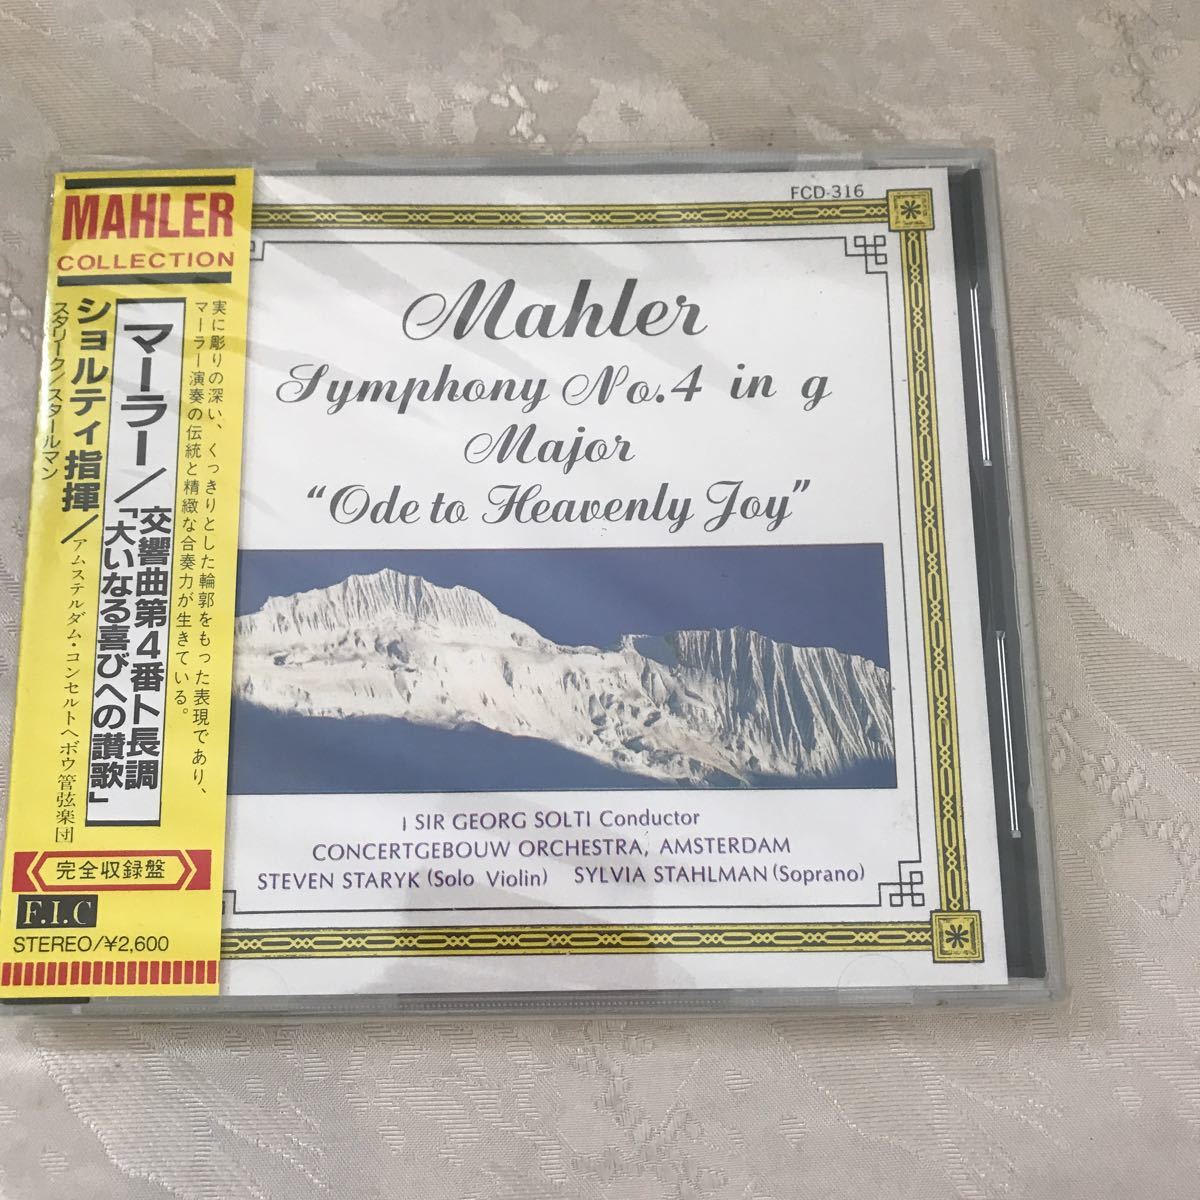 MAHLER
COLLECTION
実に彫りの深い、くっきりとした輪郭をもった表現であり、
マーラー演奏の伝統と精緻な合奏力が生きている。
マーラー/交響曲第4番ト長調
「大いなる喜びへの讃歌」
ショルティ指揮/アムステルダム・コンセルトヘボウ管弦楽団
スタリーク/スタールマン
完全収録盤
F.I.C
STEREO/¥2,600
FCD-316
Mahler
Symphony No.4 in g
Major
“Ode to Heavenly Joy”
SIR GEORG SOLTI Conductor
CONCERTGEBOUW ORCHESTRA, AMSTERDAM
STEVEN STARYK (Solo Violin) SYLVIA STAHLMAN (Soprano)